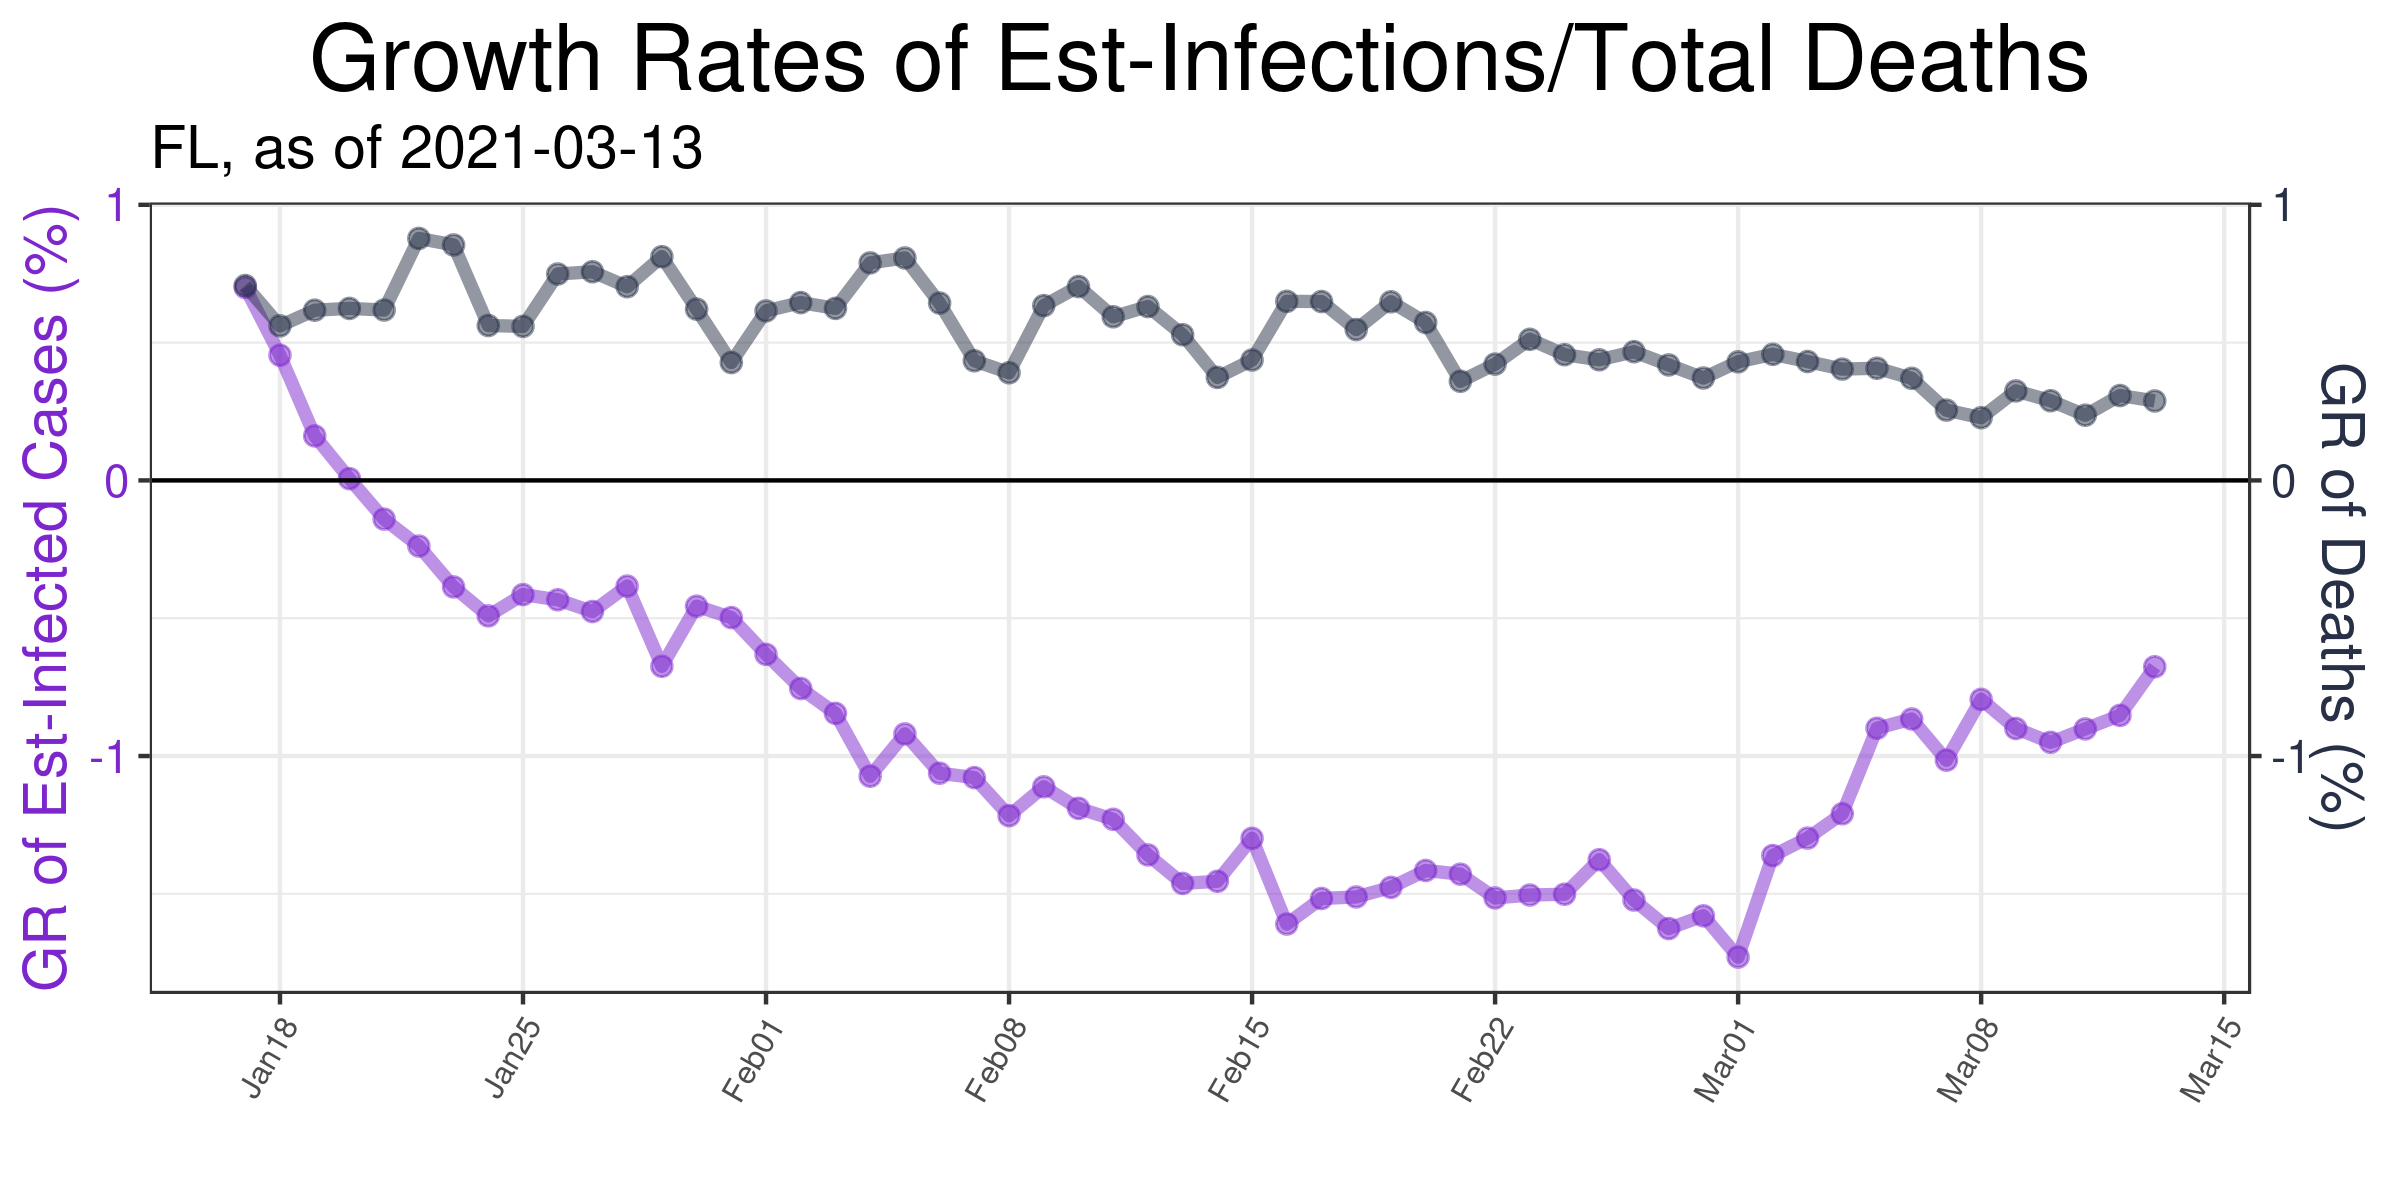 Growth Rates of Est-Infections/Total Deaths
FL, as of 2021-03-13
GR of Est-Infected Cases (%)
1
0
-1
1
0
-1
GR of Deaths (%)
Jan18
Jan25
Feb01
Feb08
Feb15
Feb22
Mar01
Mar08
Mar15